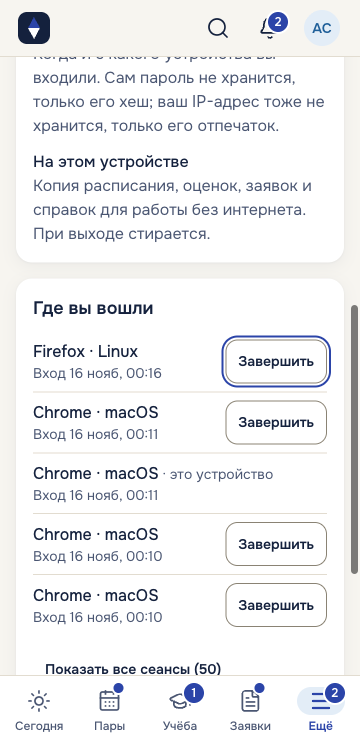 2
АС
Когда и с какого устройства вы
входили. Сам пароль не хранится,
только его хеш; ваш IP-адрес тоже не
хранится, только его отпечаток.
На этом устройстве
Копия расписания, оценок, заявок и
справок для работы без интернета.
При выходе стирается.
Где вы вошли
Firefox · Linux
Вход 16 нояб, 00:16
Завершить
Chrome · macOS
Вход 16 нояб, 00:11
Завершить
Chrome · macOS · это устройство
Вход 16 нояб, 00:11
Chrome · macOS
Вход 16 нояб, 00:10
Завершить
Chrome · macOS
Вход 16 нояб, 00:10
Завершить
Показать все сеансы (50)
Сегодня
Пары
1
Учёба
Заявки
2
Ещё